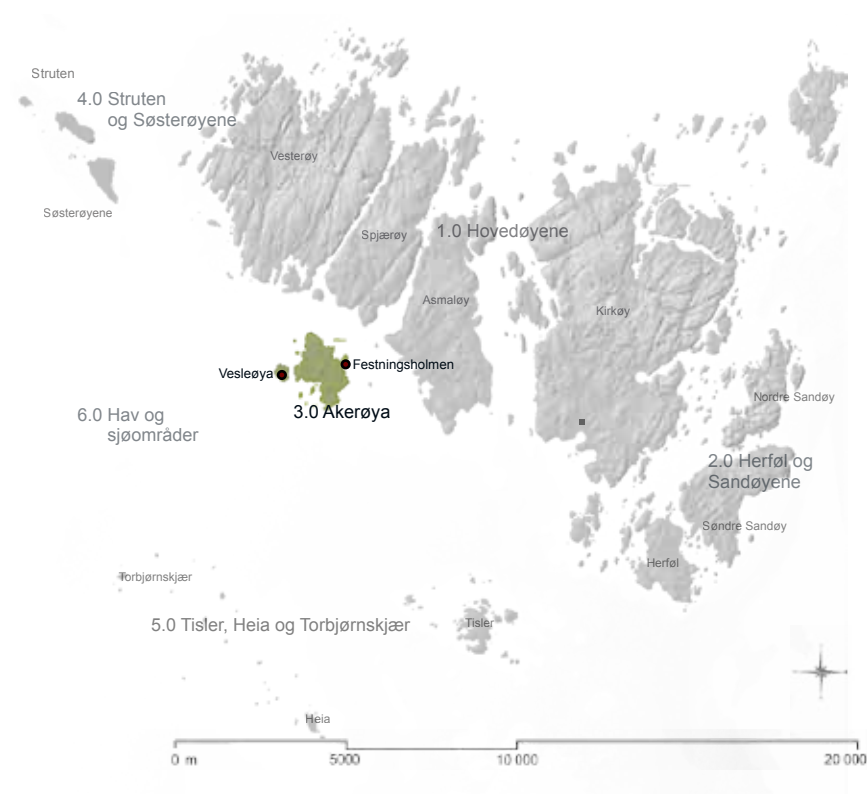 Struten
4.0 Struten
og Søsterøyene
Vesterøy
Søsterøyene
Spjærøy
1.0 Hovedøyene
Asmaløy
Kirkøy
Vesleøya
Festningsholmen
3.0 Akerøya
6.0 Hav og
sjøområder
Nordre Sandøy
2.0 Herføl og
Sandøyene
Søndre Sandøy
Herføl
Torbjørnskjær
5.0 Tisler, Heia og Torbjørnskjær
Tisler
Heia
0 m
5000
10 000
20 000